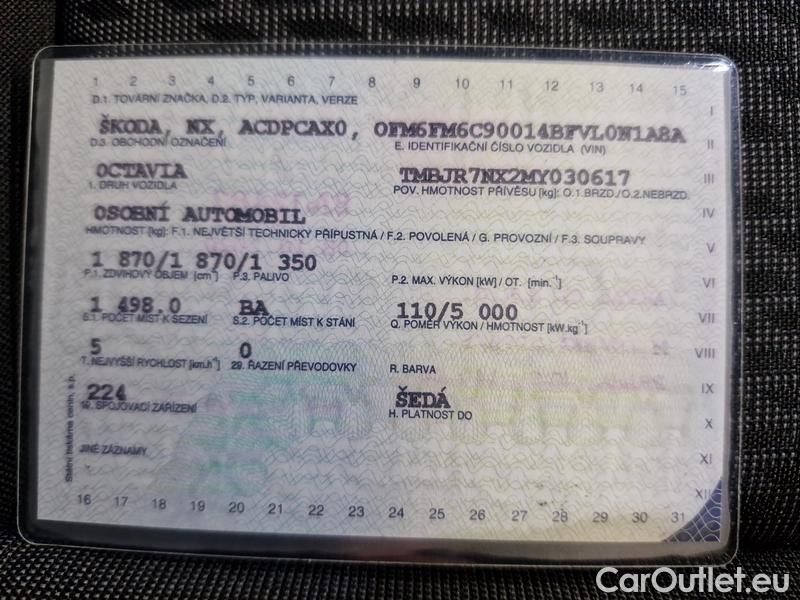 1 2 3 4 5 6 7 8 9 10 11 12 13 14 15
D.1. TOVÁRNÍ ZNAČKA, D.2. TYP, VARIANTA, VERZE
I
ŠKODA, NX, ACDPCAX0, 0FM6FM6C90014BFVL0N1A8A
D.3. OBCHODNÍ OZNAČENÍ E. IDENTIFIKAČNÍ ČÍSLO VOZIDLA (VIN)
II
OCTAVIA TMBJR7NX2MY030617
III
1. DRUH VOZIDLA POV. HMOTNOST PŘÍVĚSU [kg]: O.1. BRZD./O.2. NEBRZD.
OSOBNÍ AUTOMOBIL
IV
HMOTNOST [kg]: F.1. NEJVĚTŠÍ TECHNICKY PŘÍPUSTNÁ / F.2. POVOLENÁ / G. PROVOZNÍ / F.3. SOUPRAVY
V
1 870/1 870/1 350
P.1. ZDVIHOVÝ OBJEM [cm³] P.3. PALIVO P.2. MAX. VÝKON [kW] / OT. [min.⁻¹]
VI
1 498.0 BA 110/5 000
VII
S.1. POČET MÍST K SEZENÍ S.2. POČET MÍST K STÁNÍ Q. POMĚR VÝKON / HMOTNOST [kW.kg⁻¹]
5 0
VIII
T. NEJVYŠŠÍ RYCHLOST [km.h⁻¹] 29. ŘAZENÍ PŘEVODOVKY R. BARVA
224 ŠEDÁ
IX
SPOJOVACÍ ZAŘÍZENÍ H. PLATNOST DO
X
JINÉ ZÁZNAMY
XI
XII
Státní tiskárna cenin, s.p.
16 17 18 19 20 21 22 23 24 25 26 27 28 29 30 31
CarOutlet.eu